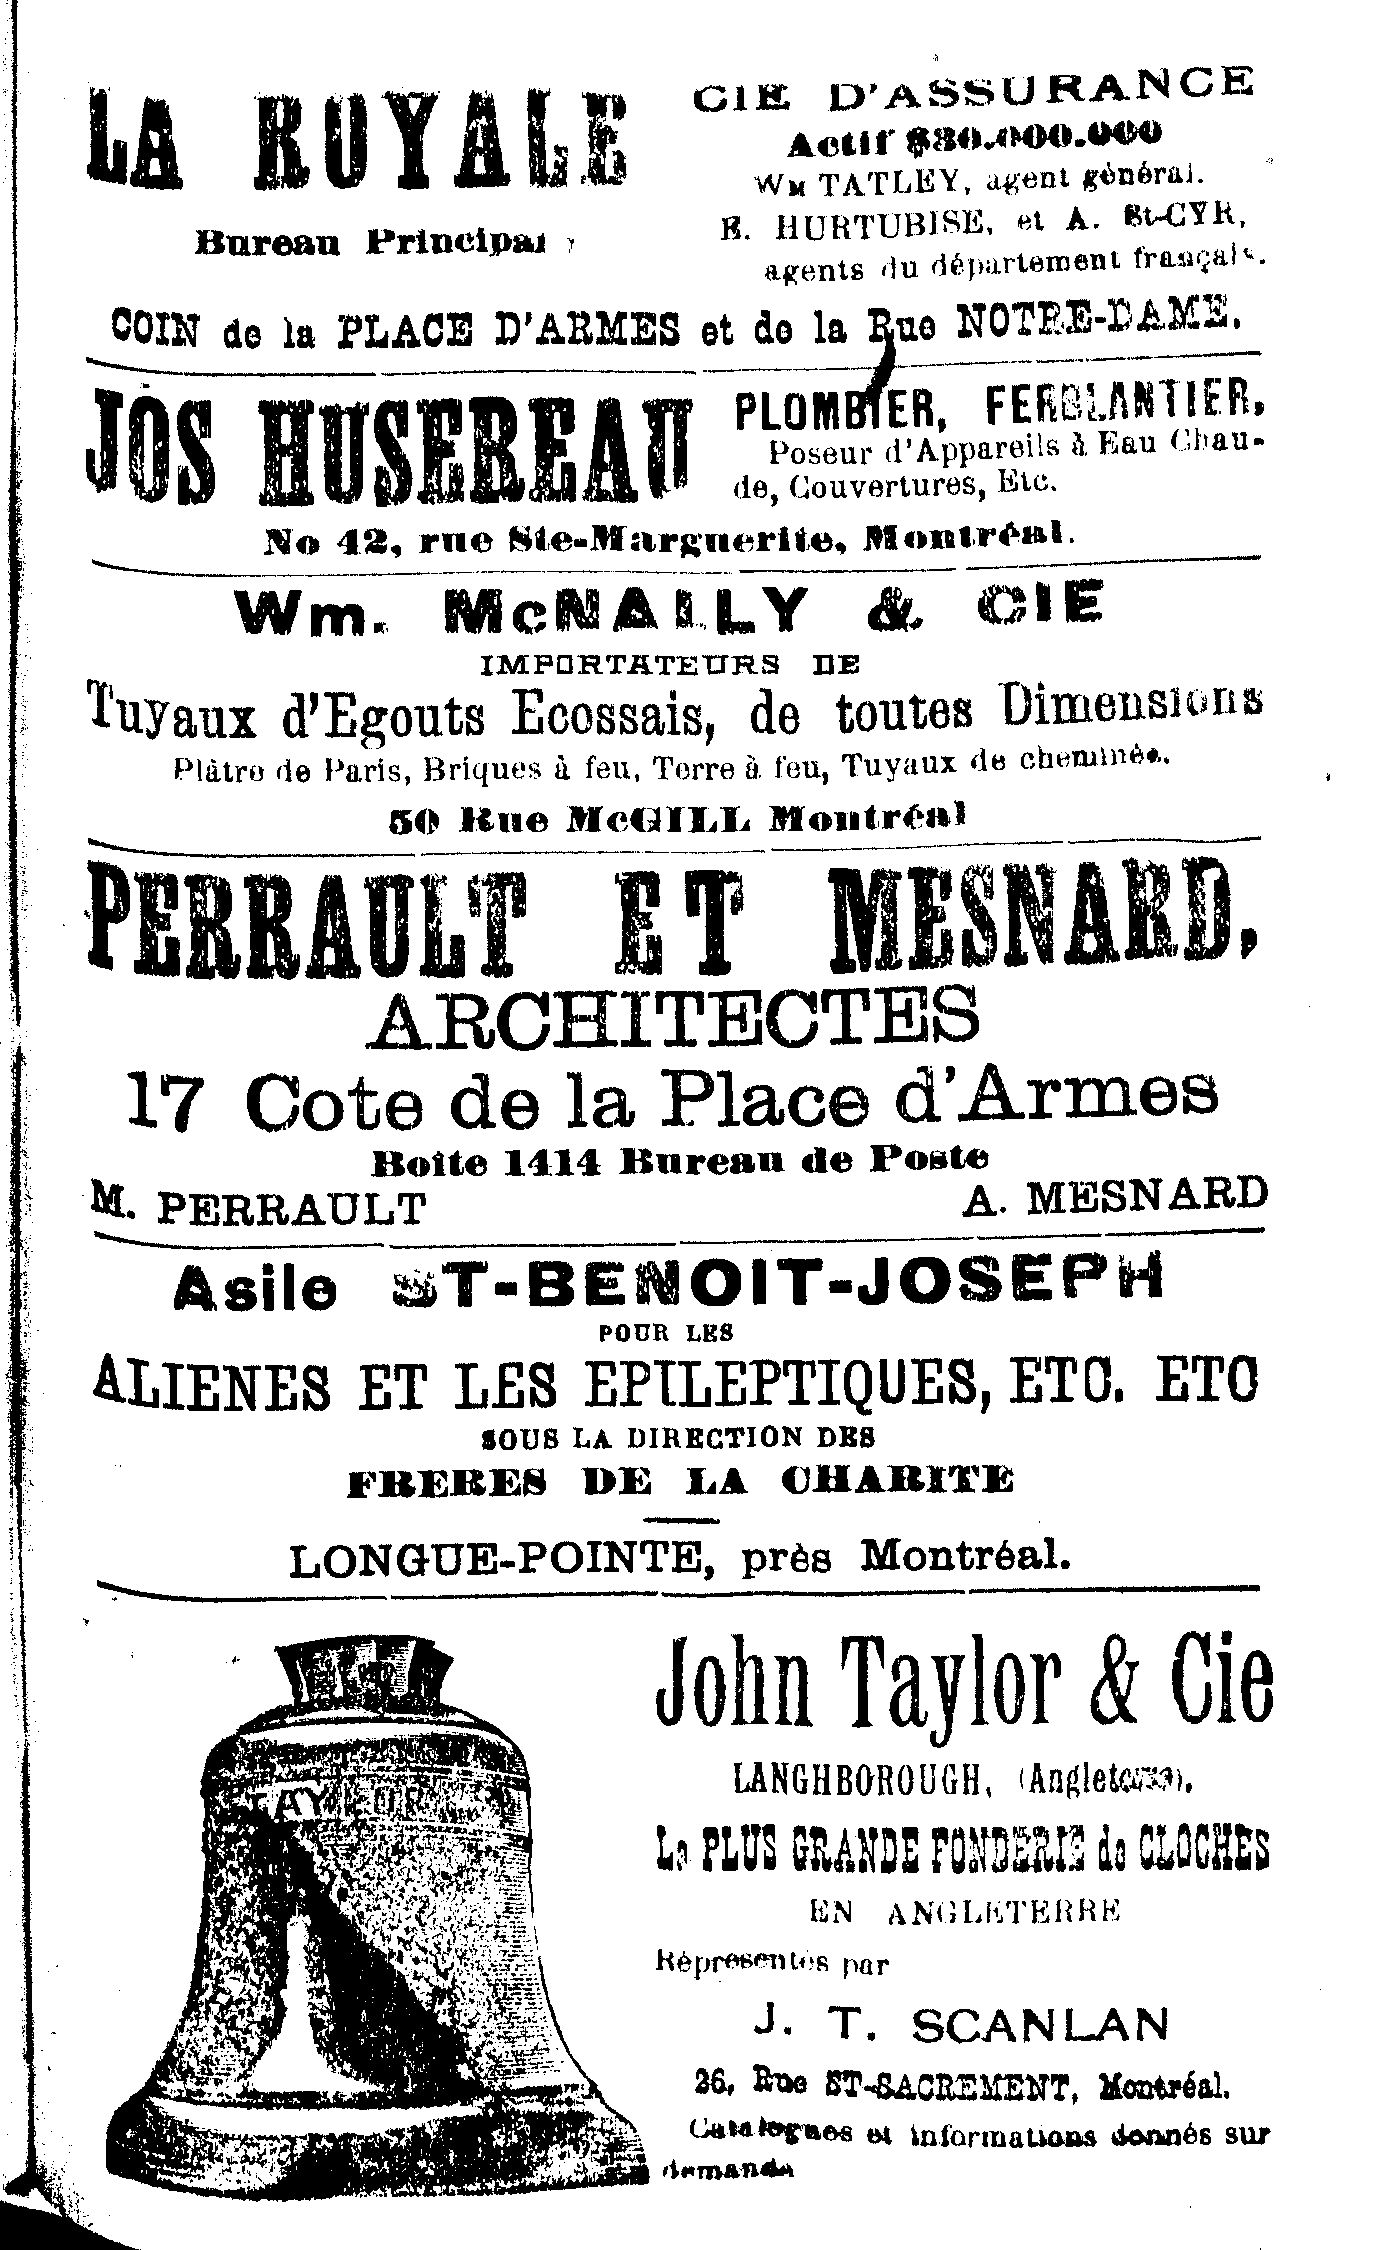 LA ROYALE
CIE D'ASSURANCE
Actif $30.000.000
WM TATLEY, agent général.
E. HURTUBISE, et A. St-CYR,
agents du département français.
Bureau Principal
COIN de la PLACE D'ARMES et de la Rue NOTRE-DAME.
JOS HUSEREAU
PLOMBIER, FERBLANTIER,
Poseur d'Appareils à Eau Chau-
de, Couvertures, Etc.
No 42, rue Ste-Marguerite, Montréal.
Wm. McNALLY & CIE
IMPORTATEURS DE
Tuyaux d'Egouts Ecossais, de toutes Dimensions
Plâtre de Paris, Briques à feu, Terre à feu, Tuyaux de cheminée.
50 Rue McGILL Montréal
PERRAULT ET MESNARD,
ARCHITECTES
17 Cote de la Place d'Armes
Boite 1414 Bureau de Poste
M. PERRAULT A. MESNARD
Asile ST-BENOIT-JOSEPH
POUR LES
ALIENES ET LES EPILEPTIQUES, ETC. ETC
SOUS LA DIRECTION DES
FRERES DE LA CHARITE
LONGUE-POINTE, près Montréal.
TAYLOR
John Taylor & Cie
LANGHBOROUGH, (Angleterre),
La PLUS GRANDE FONDERIE de CLOCHES
EN ANGLETERRE
Réprésentés par
J. T. SCANLAN
26, Rue ST-SACREMENT, Montréal.
Catalogues et informations donnés sur
demande